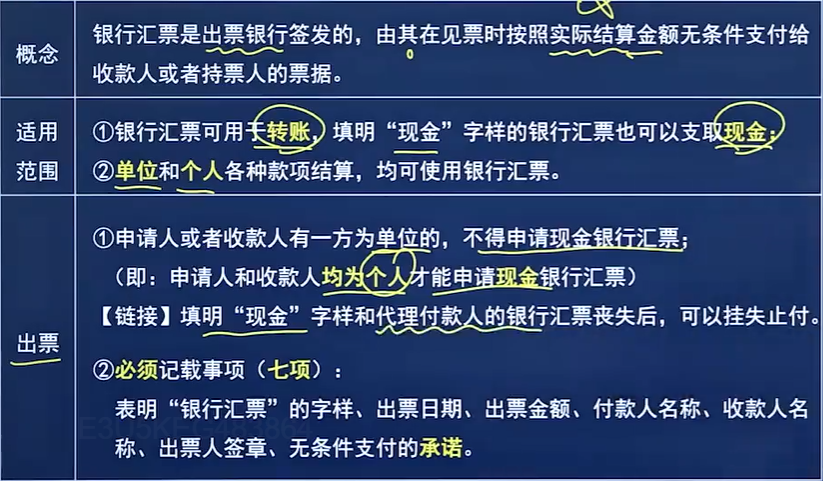 概念
银行汇票是出票银行签发的，由其在见票时按照实际结算金额无条件支付给
收款人或者持票人的票据。
适用
范围
①银行汇票可用于转账，填明“现金”字样的银行汇票也可以支取现金；
②单位和个人各种款项结算，均可使用银行汇票。
出票
①申请人或者收款人有一方为单位的，不得申请现金银行汇票；
（即：申请人和收款人均为个人才能申请现金银行汇票）
【链接】填明“现金”字样和代理付款人的银行汇票丧失后，可以挂失止付。
②必须记载事项（七项）：
表明“银行汇票”的字样、出票日期、出票金额、付款人名称、收款人名
称、出票人签章、无条件支付的承诺。